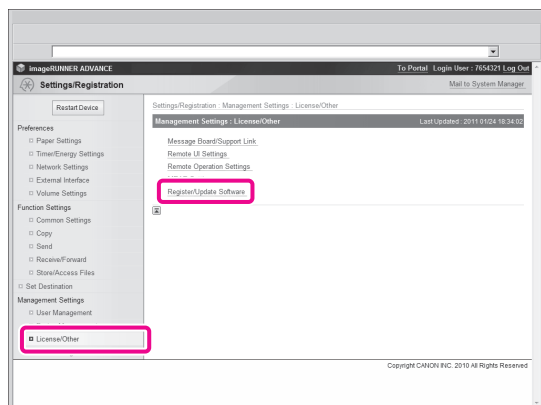 imageRUNNER ADVANCE
To Portal Login User : 7654321 Log Out
Settings/Registration
Mail to System Manager
Restart Device
Settings/Registration : Management Settings : License/Other
Management Settings : License/Other
Last Updated : 2011 01/24 18:34:02
Preferences
Paper Settings
Timer/Energy Settings
Network Settings
External Interface
Volume Settings
Message Board/Support Link
Remote UI Settings
Remote Operation Settings
Register/Update Software
Function Settings
Common Settings
Copy
Send
Receive/Forward
Store/Access Files
Set Destination
Management Settings
User Management
License/Other
Copyright CANON INC. 2010 All Rights Reserved